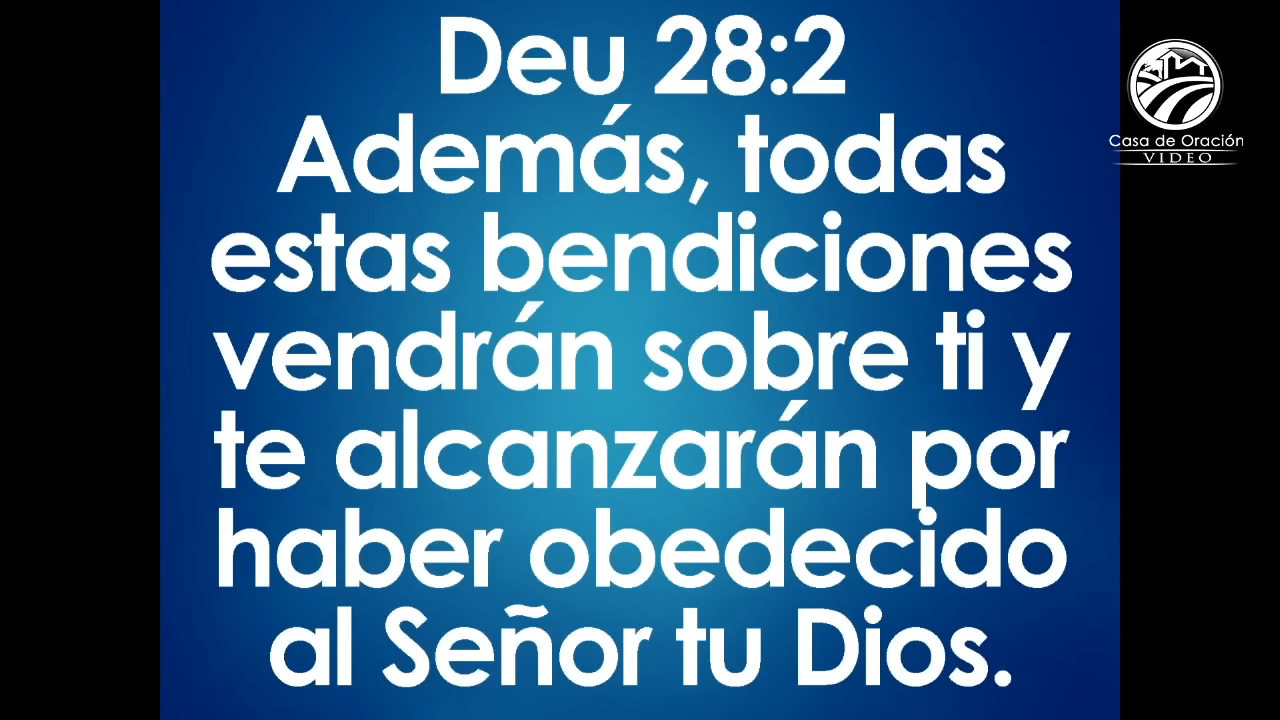 Deu 28:2
Además, todas
estas bendiciones
vendrán sobre ti y
te alcanzarán por
haber obedecido
al Señor tu Dios.
Casa de Oración
VIDEO